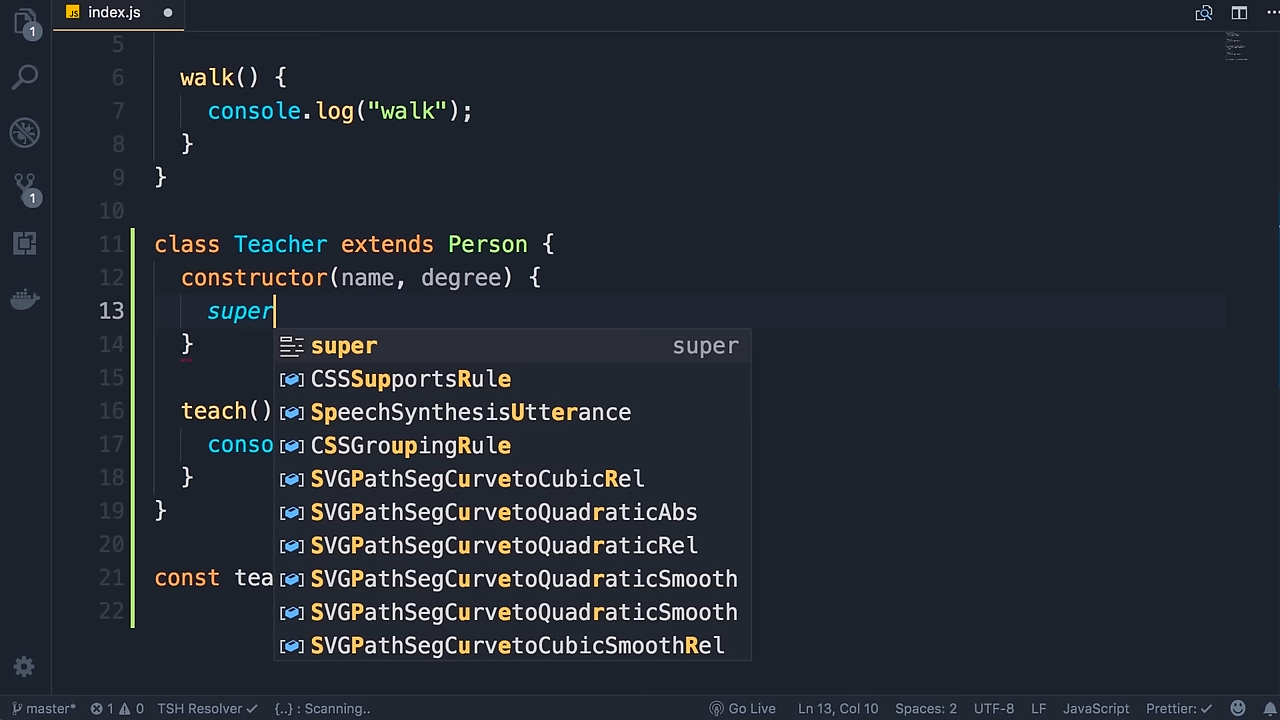 JS index.js
1
5
6 walk() {
7 console.log("walk");
8 }
9 }
1
10
11 class Teacher extends Person {
12 constructor(name, degree) {
13 super
14 }
super super
15
CSSSupportsRule
16 teach()
SpeechSynthesisUtterance
17 conso
CSSGroupingRule
18 }
SVGPathSegCurvetoCubicRel
19 }
SVGPathSegCurvetoQuadraticAbs
20
SVGPathSegCurvetoQuadraticRel
21 const tea
SVGPathSegCurvetoQuadraticSmooth
22
SVGPathSegCurvetoQuadraticSmooth
SVGPathSegCurvetoCubicSmoothRel
master* 1 0 TSH Resolver {..} : Scanning.. Go Live Ln 13, Col 10 Spaces: 2 UTF-8 LF JavaScript Prettier: